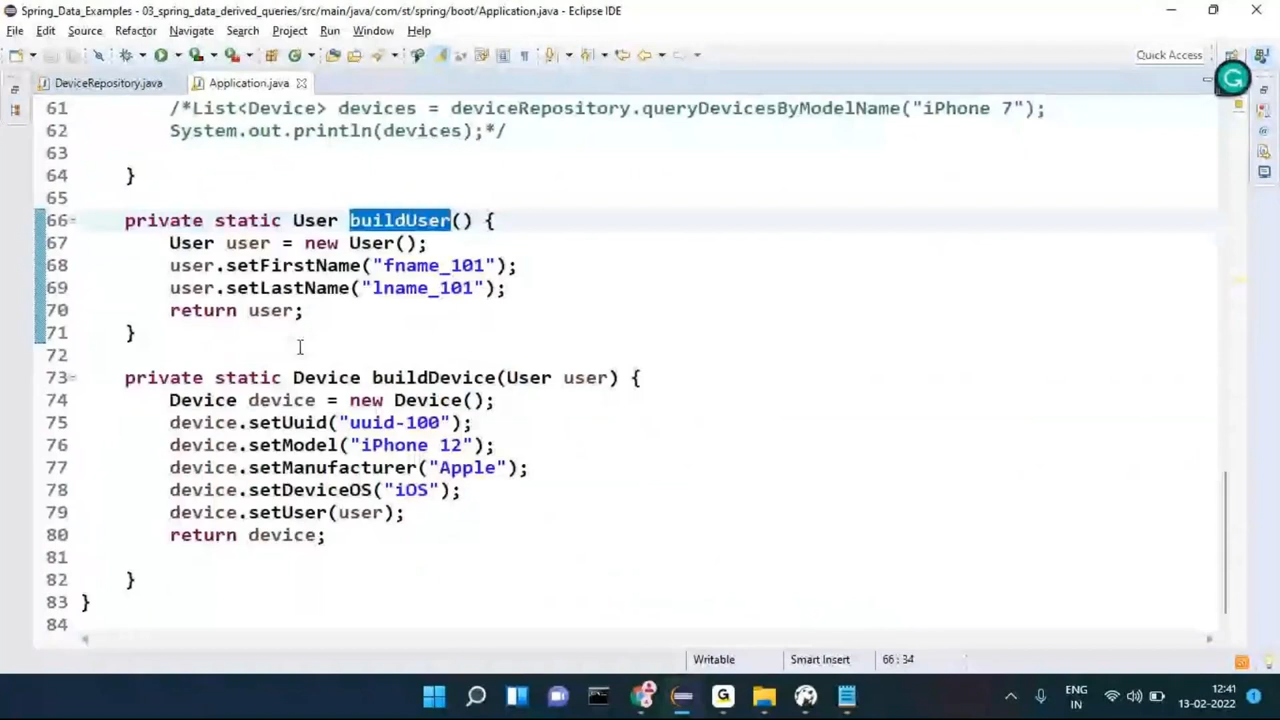 Spring_Data_Examples - 03_spring_data_derived_queries/src/main/java/com/st/spring/boot/Application.java - Eclipse IDE
File Edit Source Refactor Navigate Search Project Run Window Help
Quick Access
DeviceRepository.java Application.java
G
61 /*List<Device> devices = deviceRepository.queryDevicesByModelName("iPhone 7");
62 System.out.println(devices);*/
63
64 }
65
66 private static User buildUser() {
67 User user = new User();
68 user.setFirstName("fname_101");
69 user.setLastName("lname_101");
70 return user;
71 }
72
73 private static Device buildDevice(User user) {
74 Device device = new Device();
75 device.setUuid("uuid-100");
76 device.setModel("iPhone 12");
77 device.setManufacturer("Apple");
78 device.setDeviceOS("iOS");
79 device.setUser(user);
80 return device;
81
82 }
83 }
84
Writable Smart Insert 66 : 34
G
ENG
IN
12:41
13-02-2022
1